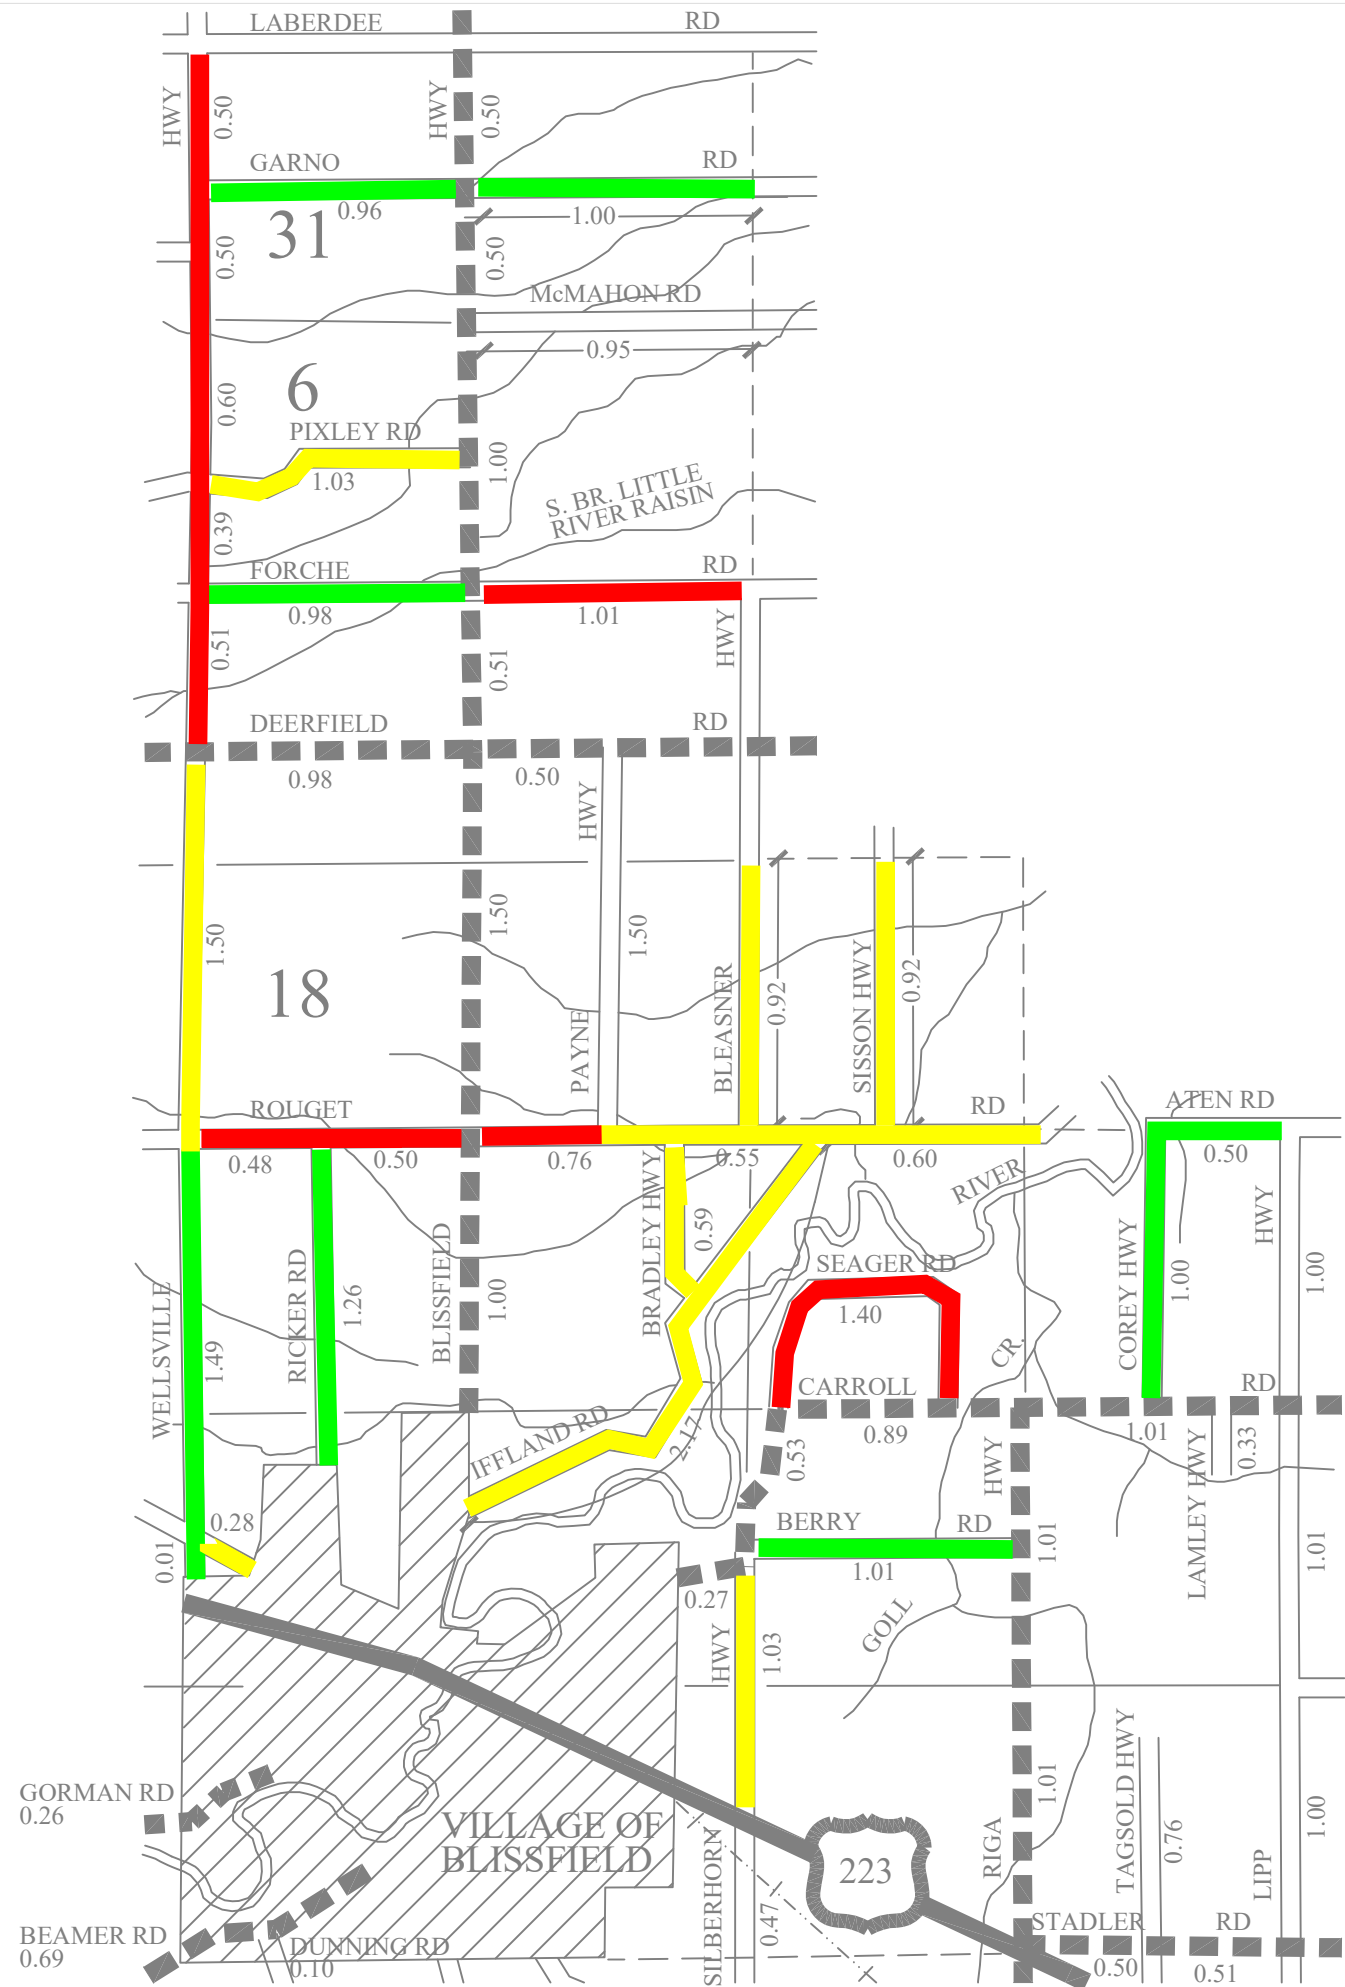 LABERDEE RD
HWY
0.50
HWY
0.50
GARNO RD
0.96
31
1.00
0.50
0.50
McMAHON RD
0.95
6
0.60
PIXLEY RD
1.03
1.00
S. BR. LITTLE
RIVER RAISIN
0.39
FORCHE RD
0.98
1.01
HWY
0.51
0.51
DEERFIELD RD
0.98
0.50
HWY
1.50
18
1.50
1.50
PAYNE
BLEASNER
0.92
SISSON HWY
0.92
ROUGET RD
ATEN RD
0.48
0.50
0.76
0.55
0.60
0.50
RIVER
HWY
WELLSVILLE
1.49
RICKER RD
1.26
BLISSFIELD
1.00
BRADLEY HWY
0.59
SEAGER RD
1.40
CR.
COREY HWY
1.00
1.00
CARROLL RD
0.89
1.01
IFFLAND RD
2.17
0.53
HWY
LAMLEY HWY
0.33
0.28
0.01
BERRY RD
1.01
1.01
1.01
0.27
HWY
1.03
GOLL
GORMAN RD
0.26
VILLAGE OF
BLISSFIELD
SILBERHORM
0.47
223
RIGA
1.01
TAGSOLD HWY
0.76
LIPP
1.00
BEAMER RD
0.69
DUNNING RD
0.10
STADLER RD
0.50
0.51